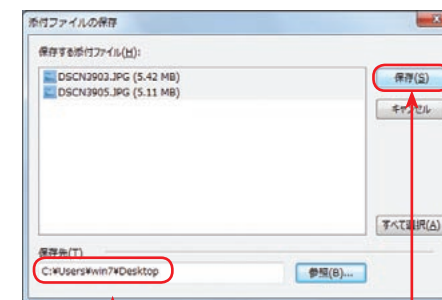 添付ファイルの保存
保存する添付ファイル(H):
DSCN3903.JPG (5.42 MB)
DSCN3905.JPG (5.11 MB)
保存(S)
キャンセル
すべて選択(A)
保存先(T)
C:¥Users¥win7¥Desktop
参照(B)...